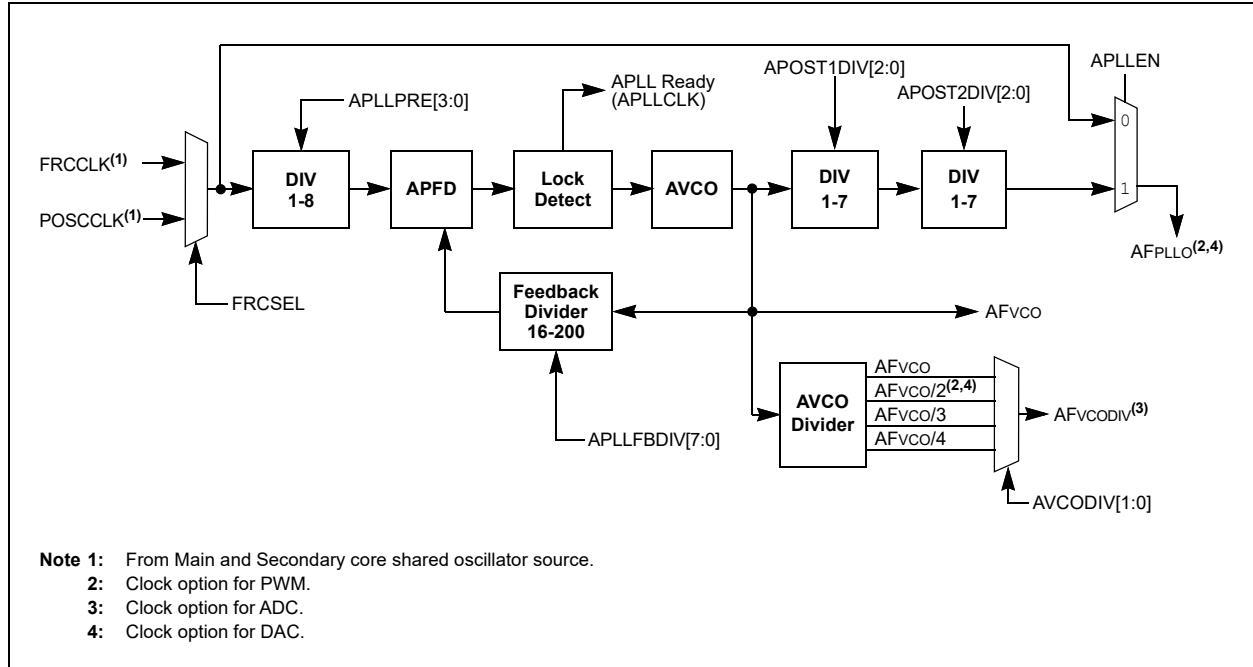 APLLEN
APOST1DIV[2:0]
APLL Ready
(APLLCLK)
APOST2DIV[2:0]
APLLPRE[3:0]
0
FRCCLK(1)
DIV
1-8
APFD
Lock
Detect
AVCO
DIV
1-7
DIV
1-7
1
POSCCLK(1)
AFPLLO(2,4)
FRCSEL
Feedback
Divider
16-200
AFVCO
AVCO
Divider
AFVCO
AFVCO/2(2,4)
AFVCO/3
AFVCO/4
AFVCODIV(3)
APLLFBDIV[7:0]
AVCODIV[1:0]
Note 1: From Main and Secondary core shared oscillator source.
2: Clock option for PWM.
3: Clock option for ADC.
4: Clock option for DAC.